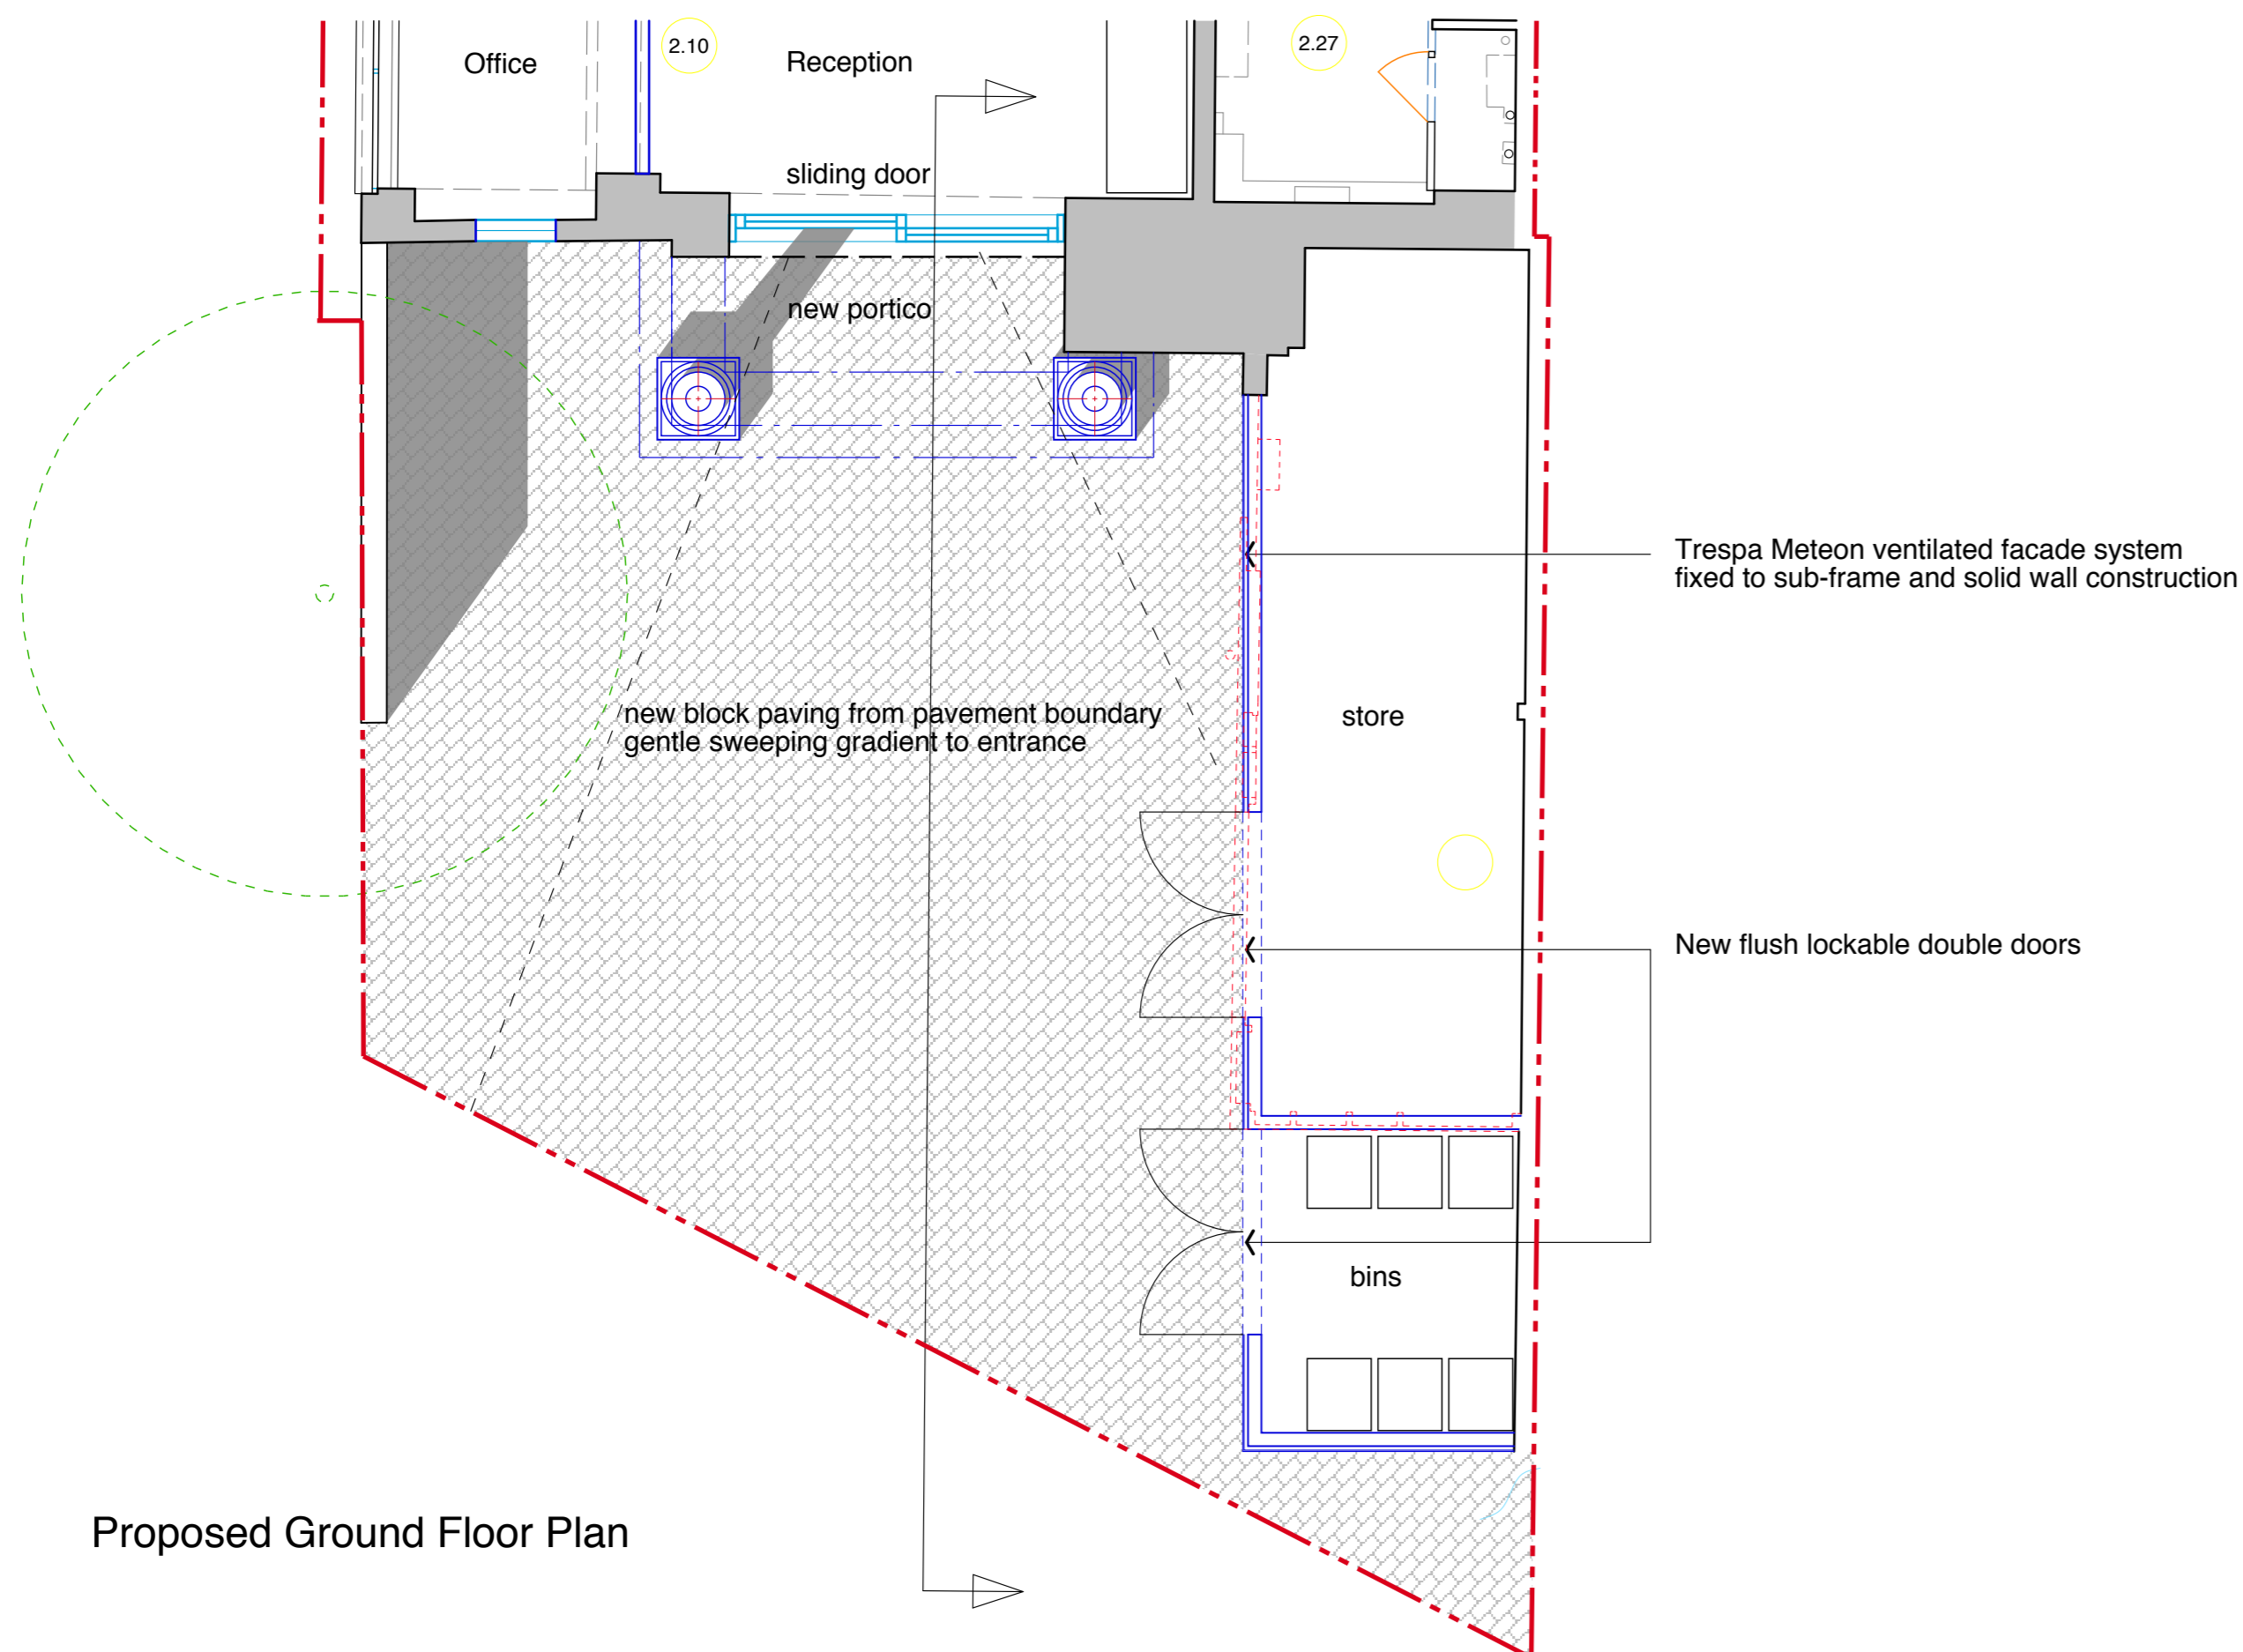 Office
2.10
Reception
2.27
sliding door
new portico
Trespa Meteon ventilated facade system
fixed to sub-frame and solid wall construction
new block paving from pavement boundary
gentle sweeping gradient to entrance
store
New flush lockable double doors
bins
Proposed Ground Floor Plan